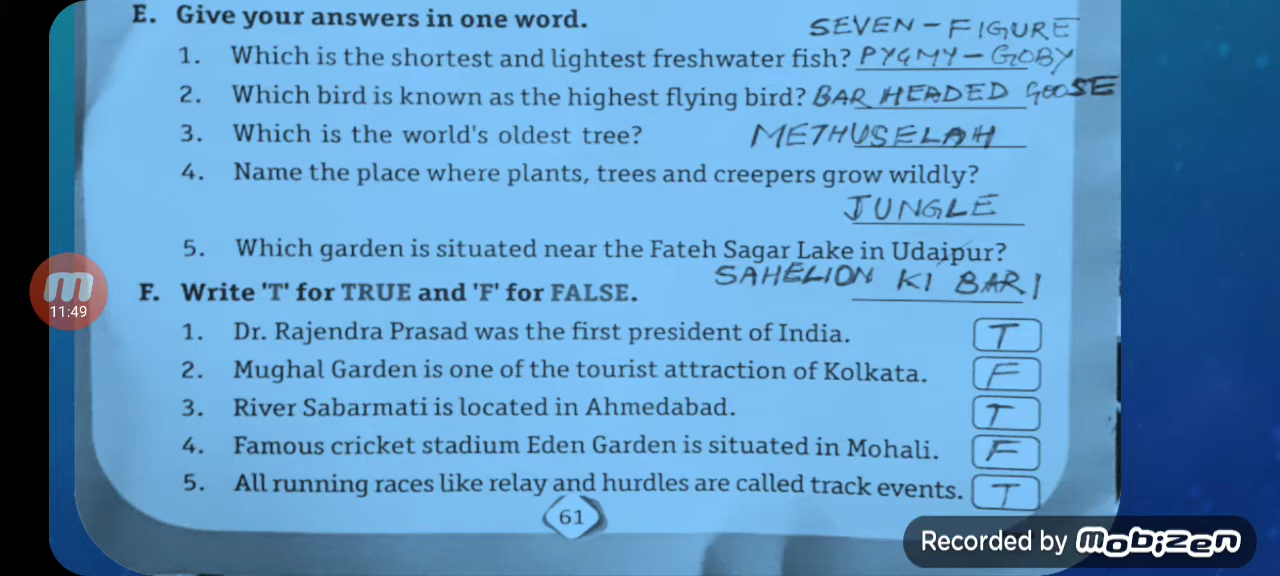 E. Give your answers in one word.
SEVEN - FIGURE
1. Which is the shortest and lightest freshwater fish? PYGMY - GOBY
2. Which bird is known as the highest flying bird? BAR HEADED GOOSE
3. Which is the world's oldest tree? METHUSELAH
4. Name the place where plants, trees and creepers grow wildly?
JUNGLE
5. Which garden is situated near the Fateh Sagar Lake in Udaipur?
SAHELION KI BARI
F. Write 'T' for TRUE and 'F' for FALSE.
1. Dr. Rajendra Prasad was the first president of India. T
2. Mughal Garden is one of the tourist attraction of Kolkata. F
3. River Sabarmati is located in Ahmedabad. T
4. Famous cricket stadium Eden Garden is situated in Mohali. F
5. All running races like relay and hurdles are called track events. T
61
m
11:49
Recorded by mobizen